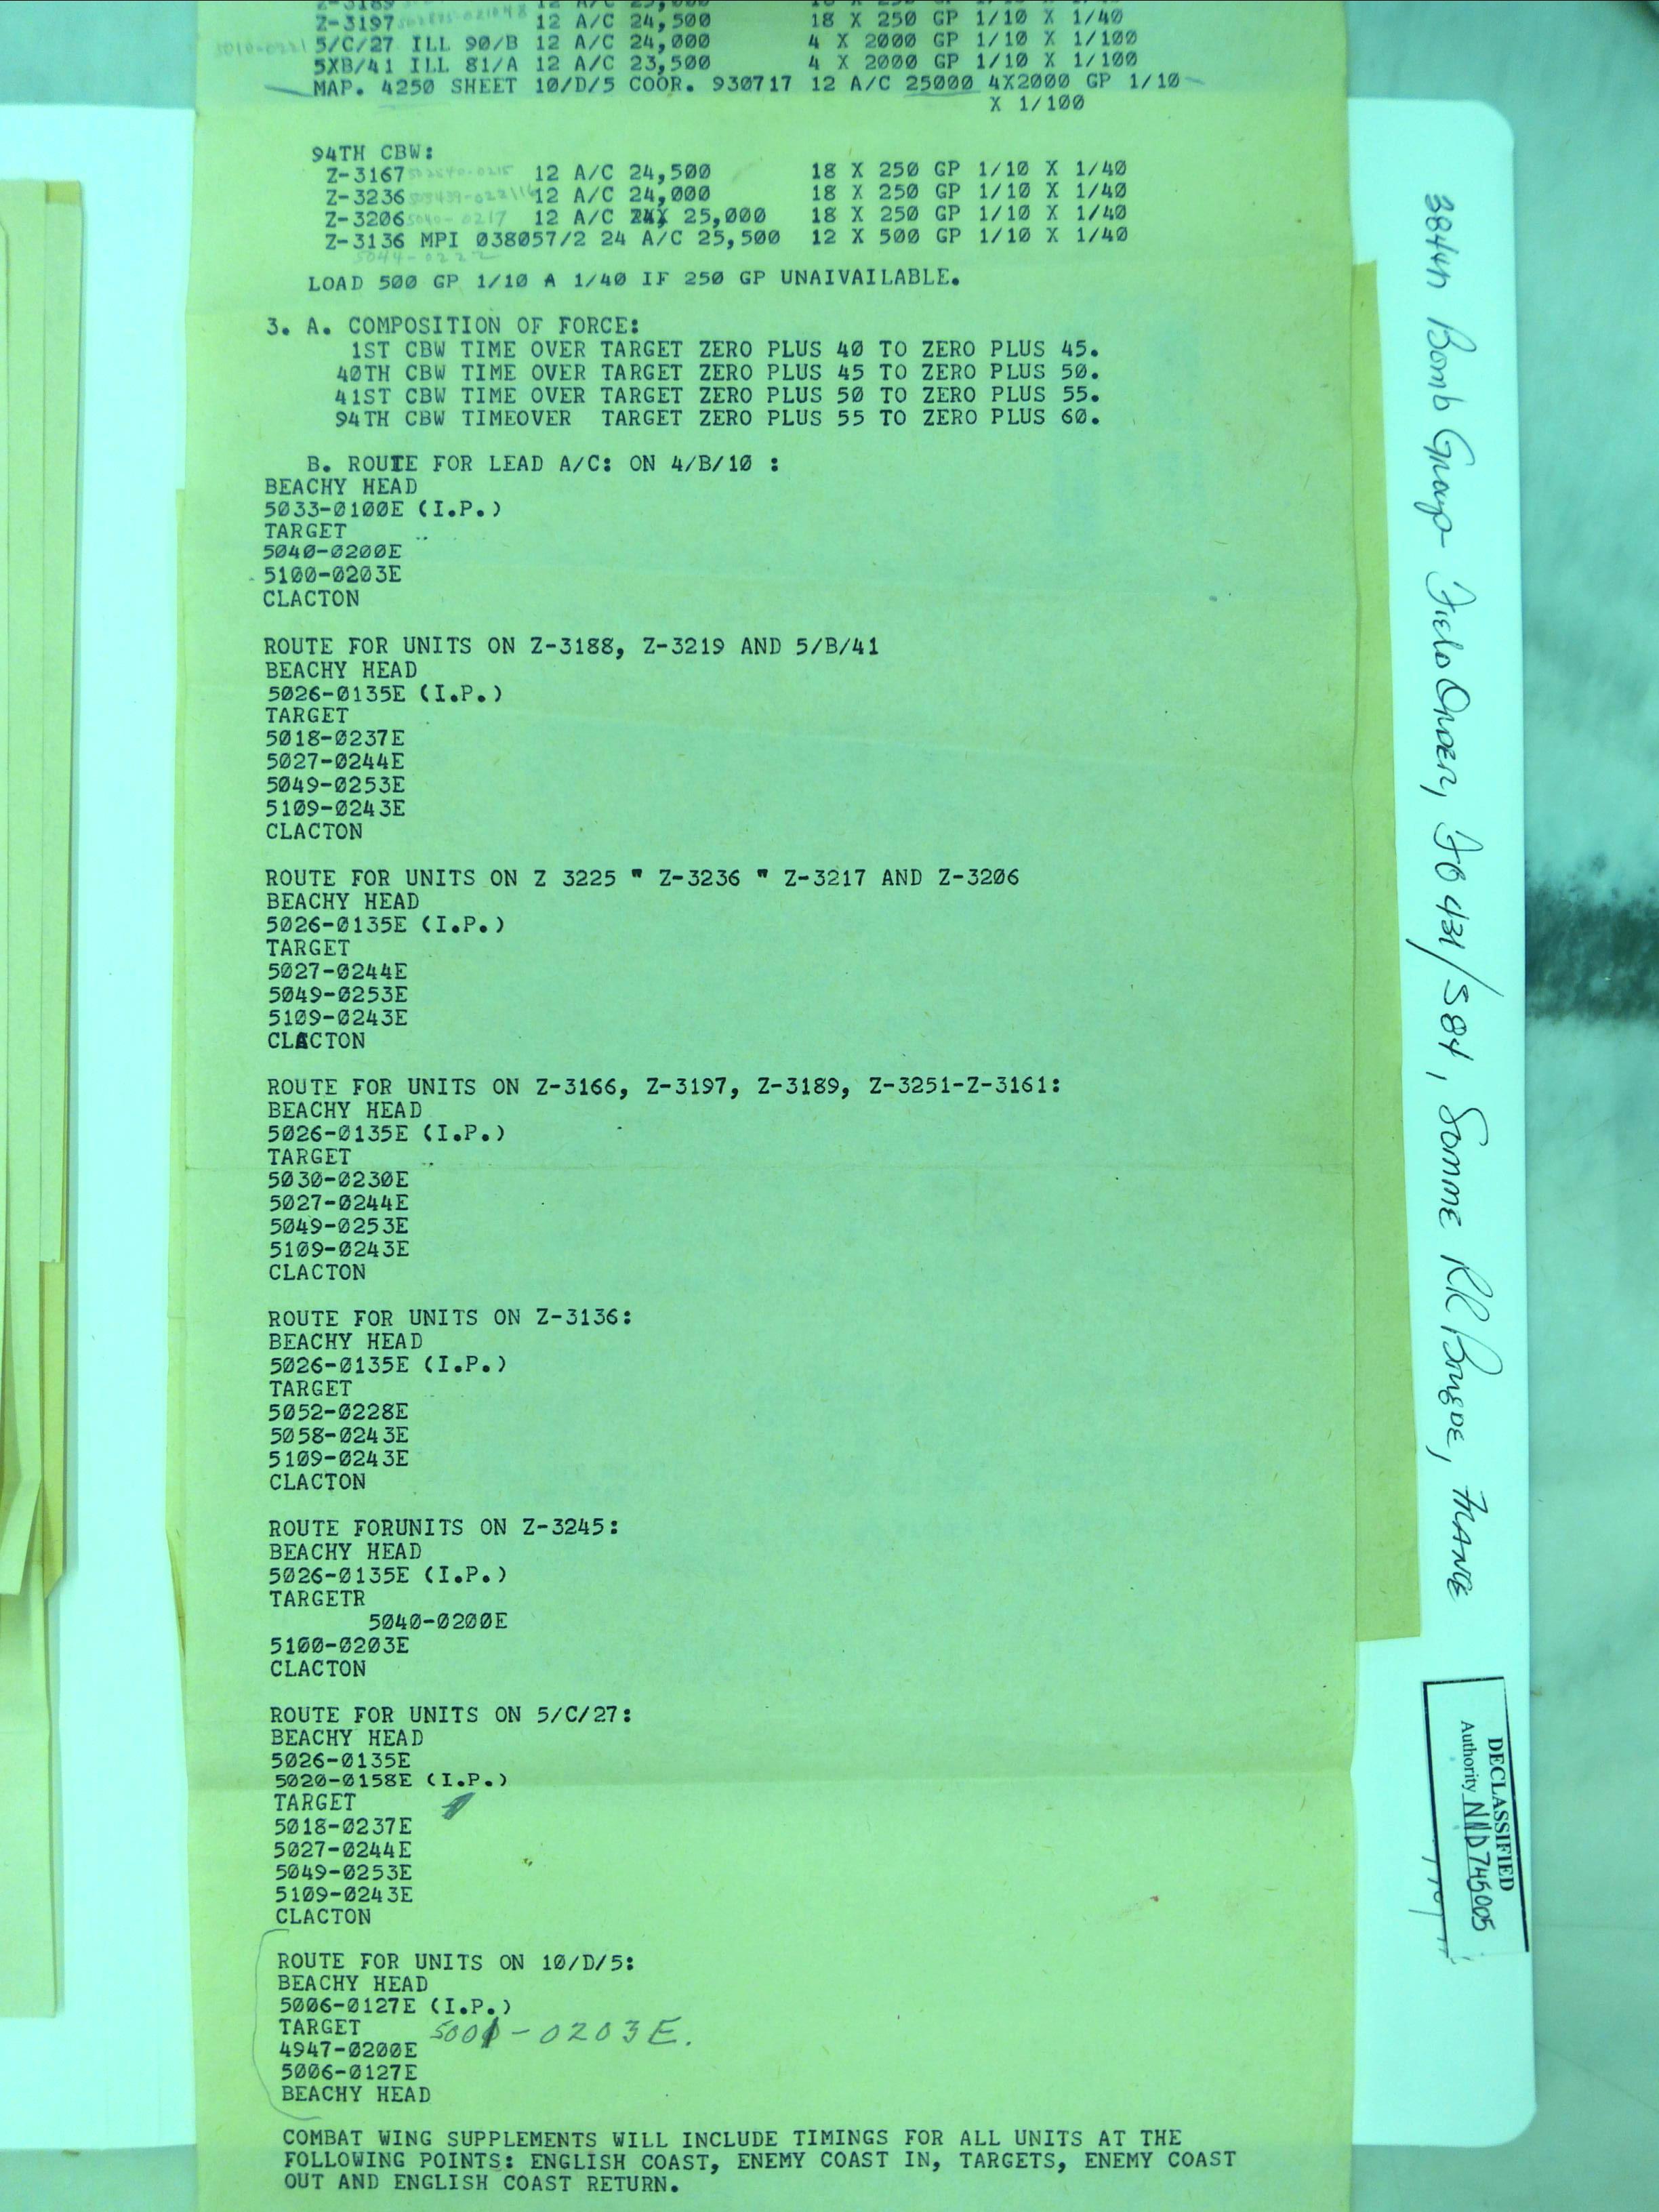 Z-3197 12 A/C 24,500 18 X 250 GP 1/10 X 1/40
5/C/27 ILL 90/B 12 A/C 24,000 4 X 2000 GP 1/10 X 1/100
5XB/41 ILL 81/A 12 A/C 23,500 4 X 2000 GP 1/10 X 1/100
MAP. 4250 SHEET 10/D/5 COOR. 930717 12 A/C 25000 4X2000 GP 1/10
X 1/100
94TH CBW:
Z-3167 12 A/C 24,500 18 X 250 GP 1/10 X 1/40
Z-3236 12 A/C 24,000 18 X 250 GP 1/10 X 1/40
Z-3206 5040-0217 12 A/C 25,000 18 X 250 GP 1/10 X 1/40
Z-3136 MPI 038057/2 24 A/C 25,500 12 X 500 GP 1/10 X 1/40
5044-0222
LOAD 500 GP 1/10 A 1/40 IF 250 GP UNAIVAILABLE.
3. A. COMPOSITION OF FORCE:
1ST CBW TIME OVER TARGET ZERO PLUS 40 TO ZERO PLUS 45.
40TH CBW TIME OVER TARGET ZERO PLUS 45 TO ZERO PLUS 50.
41ST CBW TIME OVER TARGET ZERO PLUS 50 TO ZERO PLUS 55.
94TH CBW TIMEOVER TARGET ZERO PLUS 55 TO ZERO PLUS 60.
B. ROUTE FOR LEAD A/C: ON 4/B/10 :
BEACHY HEAD
5033-0100E (I.P.)
TARGET
5040-0200E
5100-0203E
CLACTON
ROUTE FOR UNITS ON Z-3188, Z-3219 AND 5/B/41
BEACHY HEAD
5026-0135E (I.P.)
TARGET
5018-0237E
5027-0244E
5049-0253E
5109-0243E
CLACTON
ROUTE FOR UNITS ON Z 3225 " Z-3236 " Z-3217 AND Z-3206
BEACHY HEAD
5026-0135E (I.P.)
TARGET
5027-0244E
5049-0253E
5109-0243E
CLACTON
ROUTE FOR UNITS ON Z-3166, Z-3197, Z-3189, Z-3251-Z-3161:
BEACHY HEAD
5026-0135E (I.P.)
TARGET
5030-0230E
5027-0244E
5049-0253E
5109-0243E
CLACTON
ROUTE FOR UNITS ON Z-3136:
BEACHY HEAD
5026-0135E (I.P.)
TARGET
5052-0228E
5058-0243E
5109-0243E
CLACTON
ROUTE FORUNITS ON Z-3245:
BEACHY HEAD
5026-0135E (I.P.)
TARGETR
5040-0200E
5100-0203E
CLACTON
ROUTE FOR UNITS ON 5/C/27:
BEACHY HEAD
5026-0135E
5020-0158E (I.P.)
TARGET
5018-0237E
5027-0244E
5049-0253E
5109-0243E
CLACTON
ROUTE FOR UNITS ON 10/D/5:
BEACHY HEAD
5006-0127E (I.P.)
TARGET 5001-0203E.
4947-0200E
5006-0127E
BEACHY HEAD
COMBAT WING SUPPLEMENTS WILL INCLUDE TIMINGS FOR ALL UNITS AT THE
FOLLOWING POINTS: ENGLISH COAST, ENEMY COAST IN, TARGETS, ENEMY COAST
OUT AND ENGLISH COAST RETURN.
384th Bomb Group Field Order, FO 431/584, Somme RR Bridge, France
DECLASSIFIED
Authority NND745005